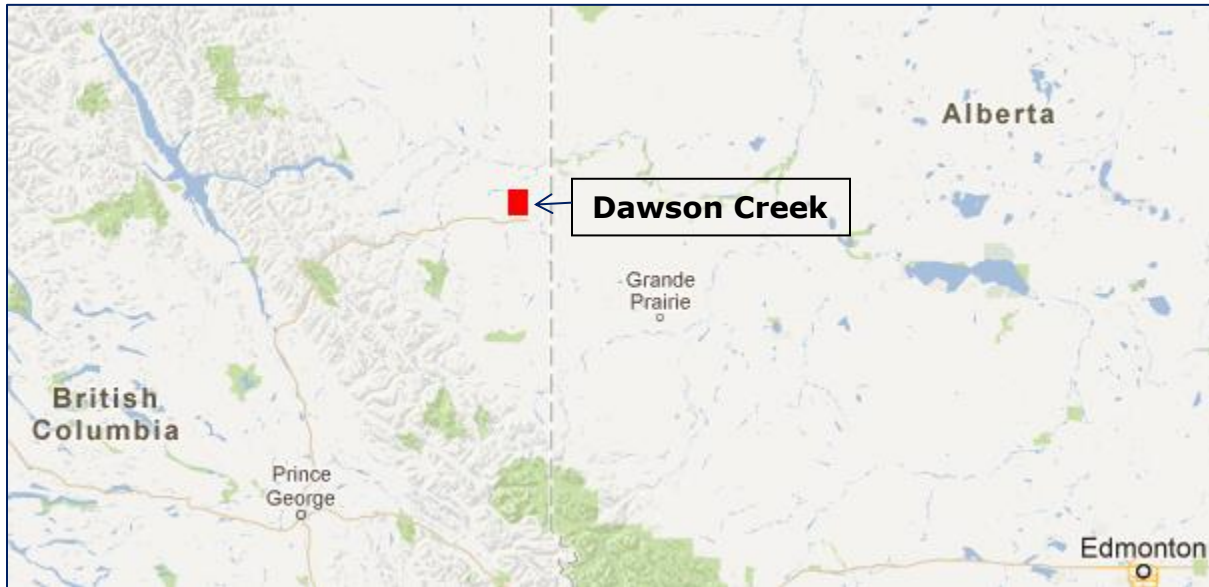 Alberta
Dawson Creek
Grande
Prairie
British
Columbia
Prince
George
Edmonton